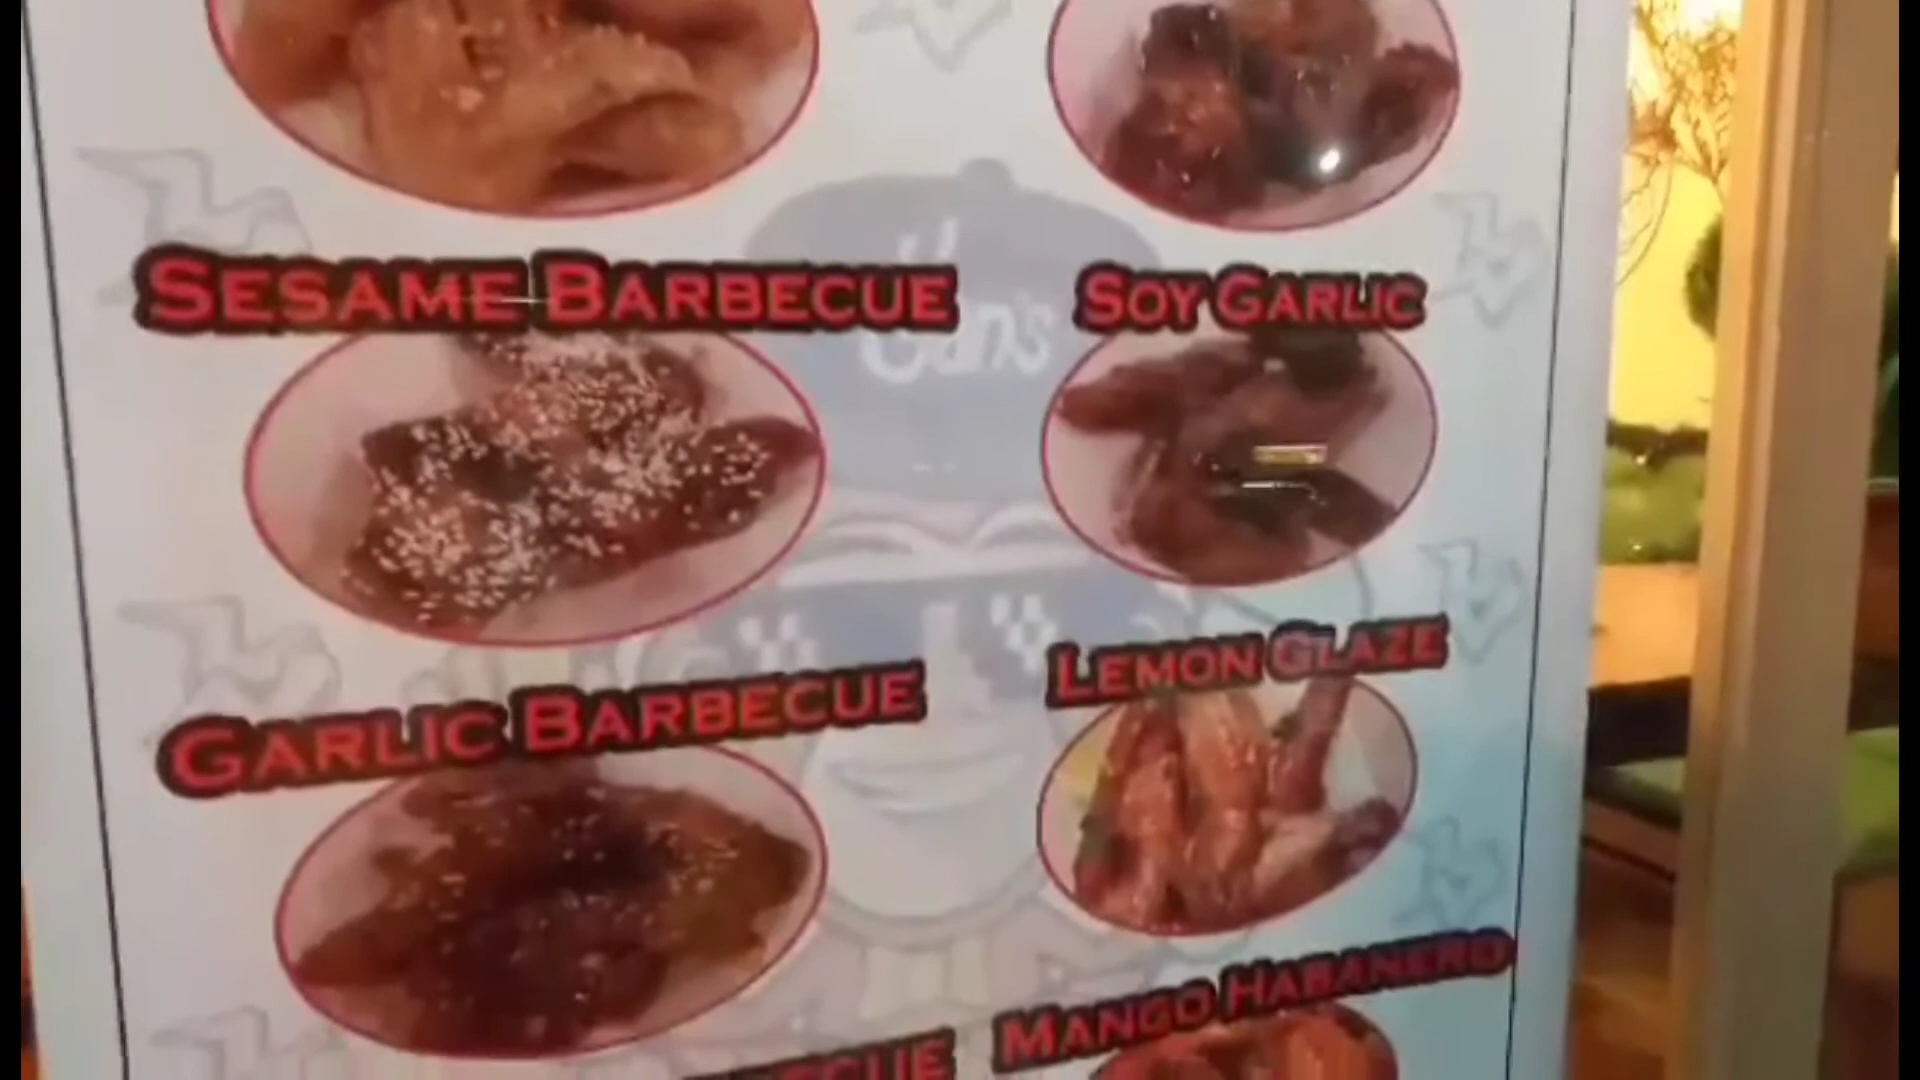 SESAME BARBECUE
SOY GARLIC
GARLIC BARBECUE
LEMON GLAZE
MANGO HABANERO